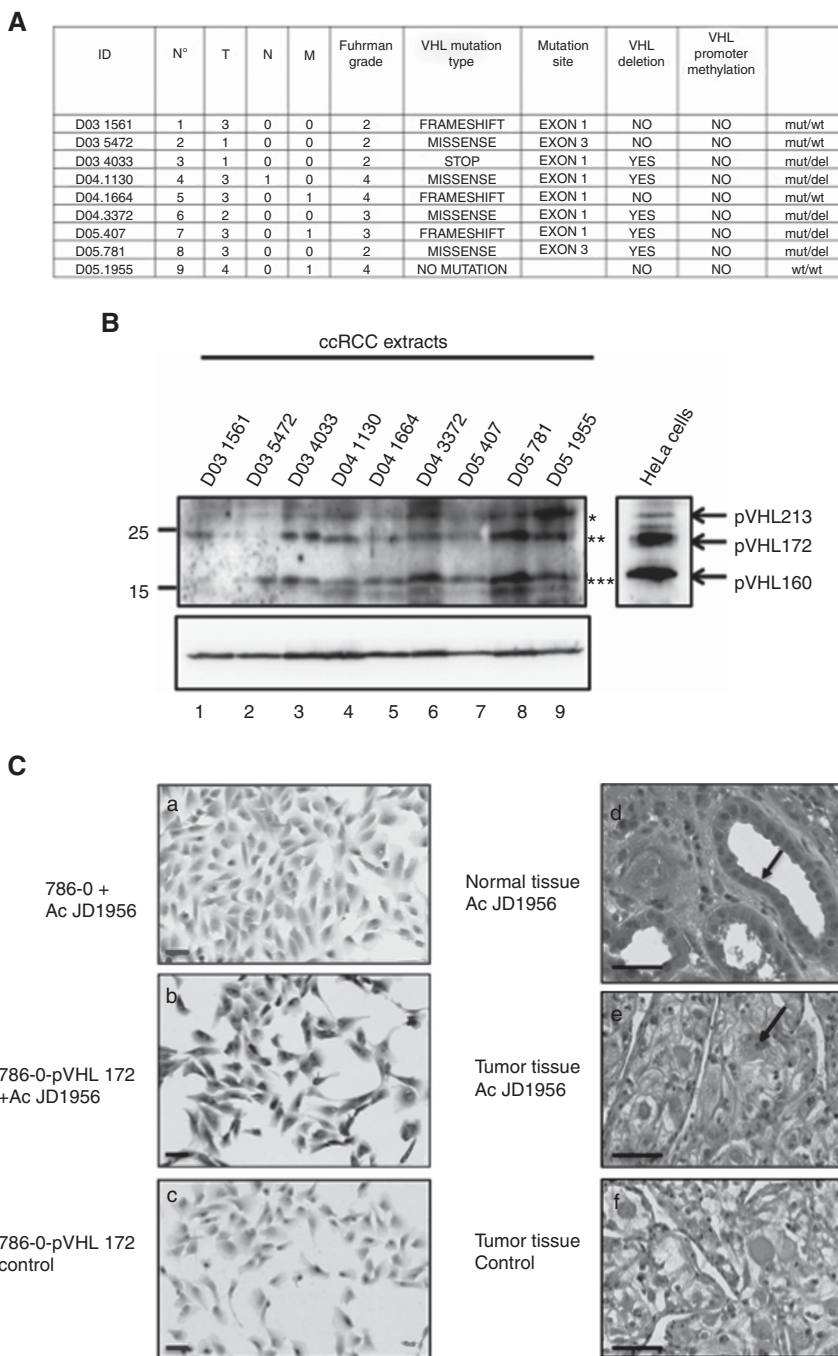 A
ID N° T N M Fuhrman grade VHL mutation type Mutation site VHL deletion VHL promoter methylation
D03 1561 1 3 0 0 2 FRAMESHIFT EXON 1 NO NO mut/wt
D03 5472 2 1 0 0 2 MISSENSE EXON 3 NO NO mut/wt
D03 4033 3 1 0 0 2 STOP EXON 1 YES NO mut/del
D04.1130 4 3 1 0 4 MISSENSE EXON 1 YES NO mut/del
D04.1664 5 3 0 1 4 FRAMESHIFT EXON 1 NO NO mut/wt
D04.3372 6 2 0 0 3 MISSENSE EXON 1 YES NO mut/del
D05.407 7 3 0 1 3 FRAMESHIFT EXON 1 YES NO mut/del
D05.781 8 3 0 0 2 MISSENSE EXON 3 YES NO mut/del
D05.1955 9 4 0 1 4 NO MUTATION NO NO wt/wt
B
ccRCC extracts
D03 1561 D03 5472 D03 4033 D04 1130 D04 1664 D04 3372 D05 407 D05 781 D05 1955 HeLa cells
* pVHL213
25 ** pVHL172
15 *** pVHL160
1 2 3 4 5 6 7 8 9
C
a
786-0 +
Ac JD1956
b
786-0-pVHL 172
+Ac JD1956
c
786-0-pVHL 172
control
d
Normal tissue
Ac JD1956
e
Tumor tissue
Ac JD1956
f
Tumor tissue
Control